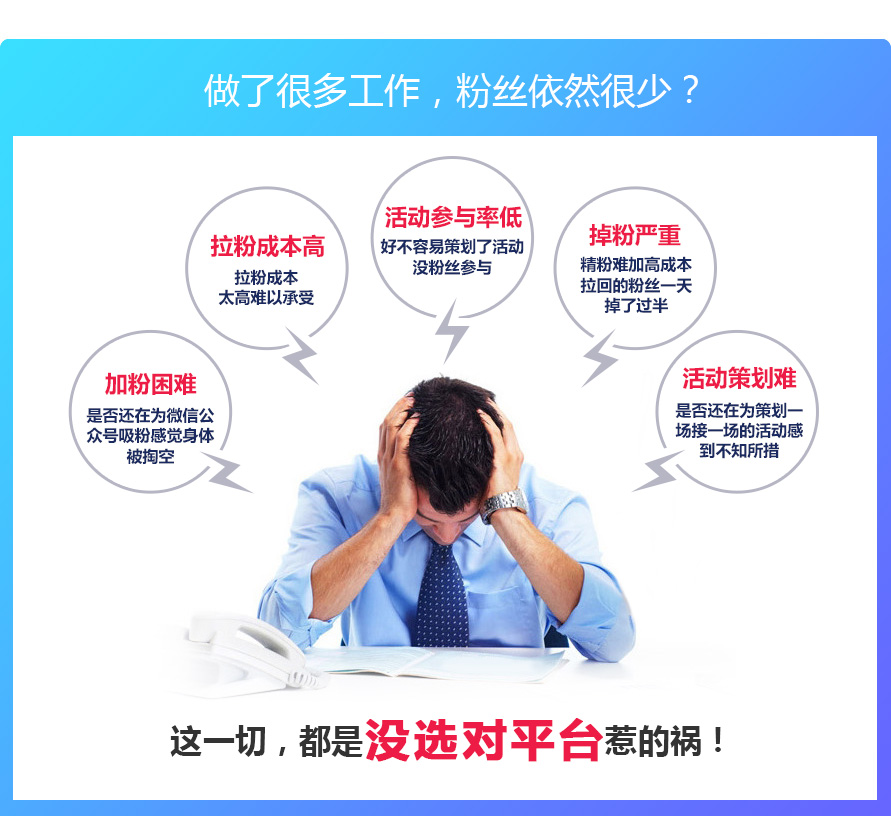 做了很多工作，粉丝依然很少？
加粉困难
是否还在为微信公
众号吸粉感觉身体
被掏空
拉粉成本高
拉粉成本
太高难以承受
活动参与率低
好不容易策划了活动
没粉丝参与
掉粉严重
精粉难加高成本
拉回的粉丝一天
掉了过半
活动策划难
是否还在为策划一
场接一场的活动感
到不知所措
这一切，都是没选对平台惹的祸！